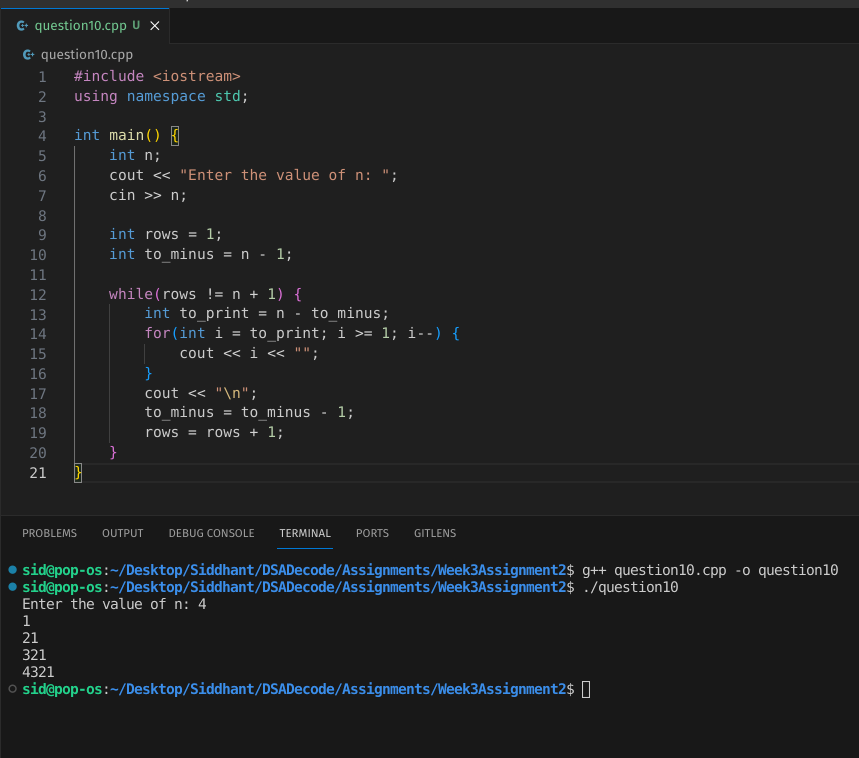 question10.cpp U ×
question10.cpp
1 #include <iostream>
2 using namespace std;
3
4 int main() {
5     int n;
6     cout << "Enter the value of n: ";
7     cin >> n;
8
9     int rows = 1;
10     int to_minus = n - 1;
11
12     while(rows != n + 1) {
13         int to_print = n - to_minus;
14         for(int i = to_print; i >= 1; i--) {
15             cout << i << "";
16         }
17         cout << "\n";
18         to_minus = to_minus - 1;
19         rows = rows + 1;
20     }
21 }
PROBLEMS OUTPUT DEBUG CONSOLE TERMINAL PORTS GITLENS
sid@pop-os:~/Desktop/Siddhant/DSADecode/Assignments/Week3Assignment2$ g++ question10.cpp -o question10
sid@pop-os:~/Desktop/Siddhant/DSADecode/Assignments/Week3Assignment2$ ./question10
Enter the value of n: 4
1
21
321
4321
sid@pop-os:~/Desktop/Siddhant/DSADecode/Assignments/Week3Assignment2$